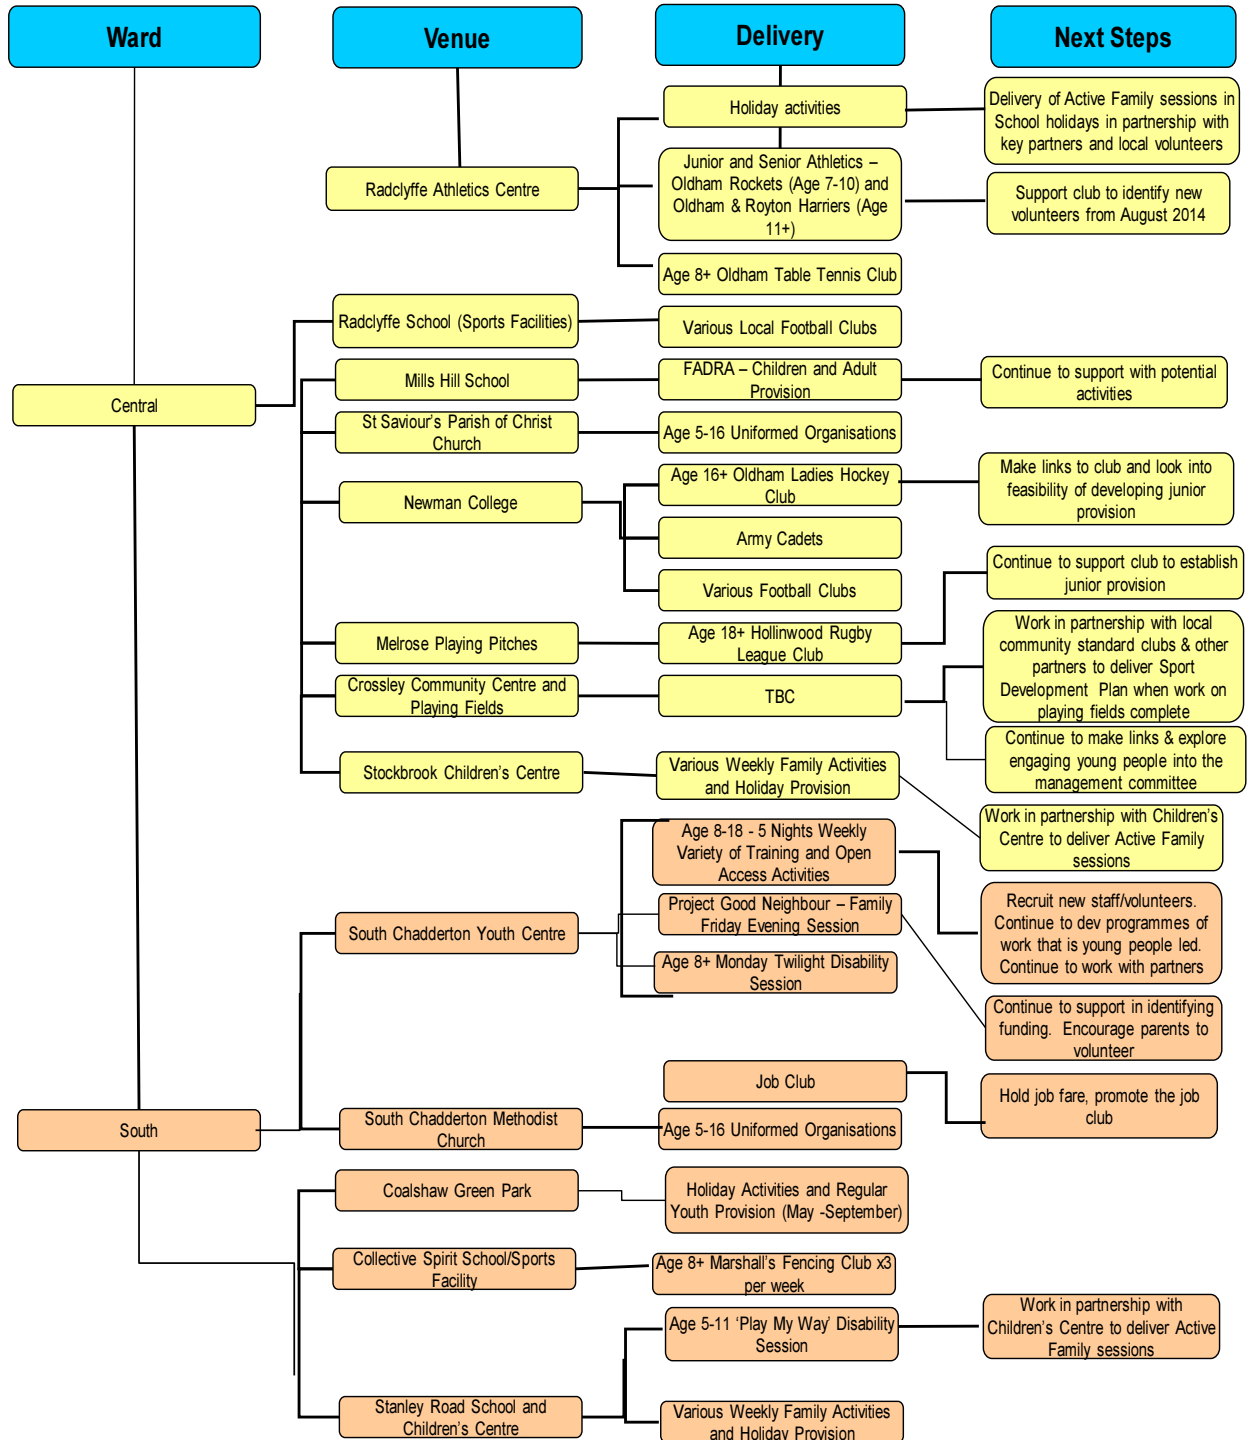 Ward
Venue
Delivery
Next Steps
Holiday activities
Delivery of Active Family sessions in
School holidays in partnership with
key partners and local volunteers
Radclyffe Athletics Centre
Junior and Senior Athletics –
Oldham Rockets (Age 7-10) and
Oldham & Royton Harriers (Age
11+)
Support club to identify new
volunteers from August 2014
Age 8+ Oldham Table Tennis Club
Central
Radclyffe School (Sports Facilities)
Various Local Football Clubs
Mills Hill School
FADRA – Children and Adult
Provision
Continue to support with potential
activities
St Saviour's Parish of Christ
Church
Age 5-16 Uniformed Organisations
Newman College
Age 16+ Oldham Ladies Hockey
Club
Make links to club and look into
feasibility of developing junior
provision
Army Cadets
Various Football Clubs
Melrose Playing Pitches
Age 18+ Hollinwood Rugby
League Club
Continue to support club to establish
junior provision
Crossley Community Centre and
Playing Fields
TBC
Work in partnership with local
community standard clubs & other
partners to deliver Sport
Development Plan when work on
playing fields complete
Continue to make links & explore
engaging young people into the
management committee
Stockbrook Children's Centre
Various Weekly Family Activities
and Holiday Provision
Work in partnership with Children's
Centre to deliver Active Family
sessions
South
South Chadderton Youth Centre
Age 8-18 - 5 Nights Weekly
Variety of Training and Open
Access Activities
Recruit new staff/volunteers.
Continue to dev programmes of
work that is young people led.
Continue to work with partners
Project Good Neighbour – Family
Friday Evening Session
Continue to support in identifying
funding. Encourage parents to
volunteer
Age 8+ Monday Twilight Disability
Session
South Chadderton Methodist
Church
Job Club
Hold job fare, promote the job
club
Age 5-16 Uniformed Organisations
Coalshaw Green Park
Holiday Activities and Regular
Youth Provision (May -September)
Collective Spirit School/Sports
Facility
Age 8+ Marshall's Fencing Club x3
per week
Stanley Road School and
Children's Centre
Age 5-11 'Play My Way' Disability
Session
Work in partnership with
Children's Centre to deliver Active
Family sessions
Various Weekly Family Activities
and Holiday Provision